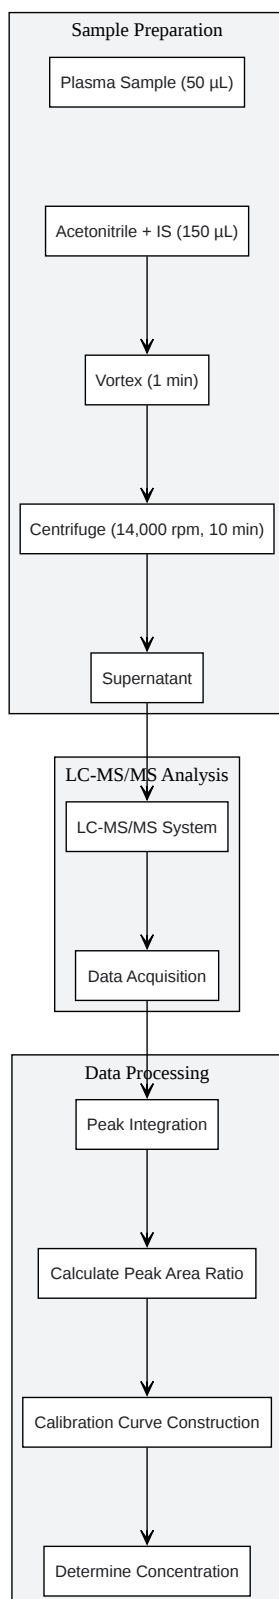 Sample Preparation
Plasma Sample (50 µL)
Acetonitrile + IS (150 µL)
Vortex (1 min)
Centrifuge (14,000 rpm, 10 min)
Supernatant
LC-MS/MS Analysis
LC-MS/MS System
Data Acquisition
Data Processing
Peak Integration
Calculate Peak Area Ratio
Calibration Curve Construction
Determine Concentration